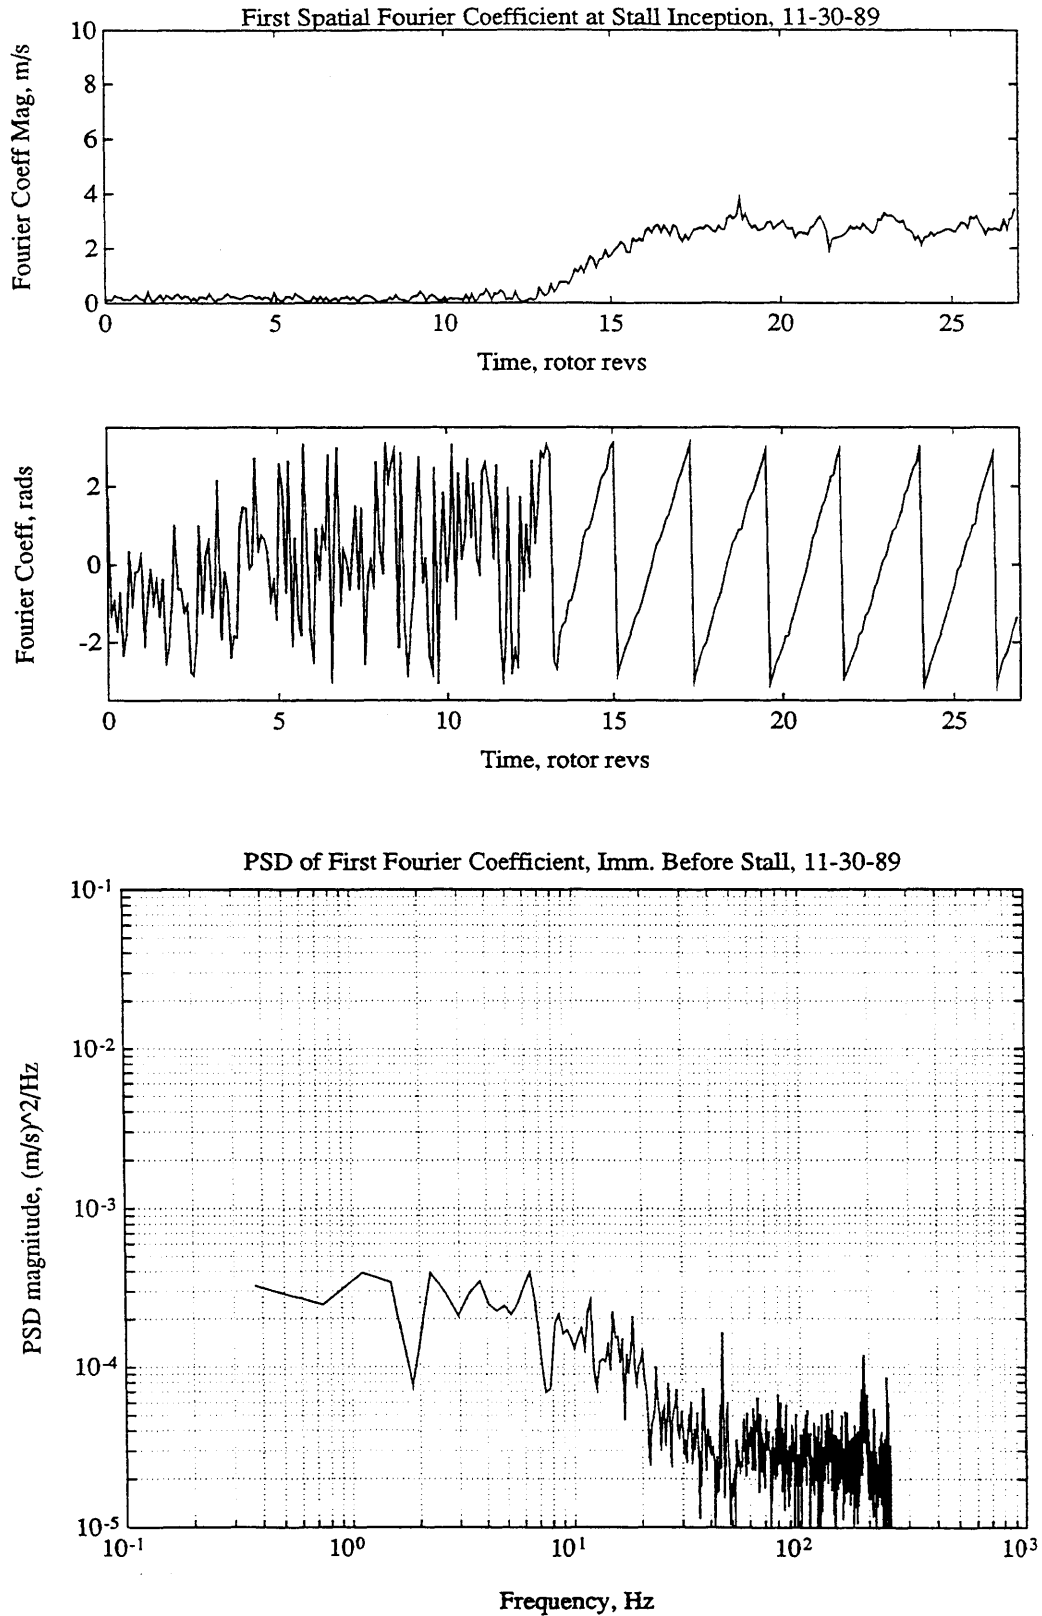 First Spatial Fourier Coefficient at Stall Inception, 11-30-89
Fourier Coeff Mag, m/s
10
8
6
4
2
0
0 5 10 15 20 25
Time, rotor revs
Fourier Coeff, rads
2
0
-2
0 5 10 15 20 25
Time, rotor revs
PSD of First Fourier Coefficient, Imm. Before Stall, 11-30-89
PSD magnitude, (m/s)^2/Hz
10-1
10-2
10-3
10-4
10-5
10-1 100 101 102 103
Frequency, Hz